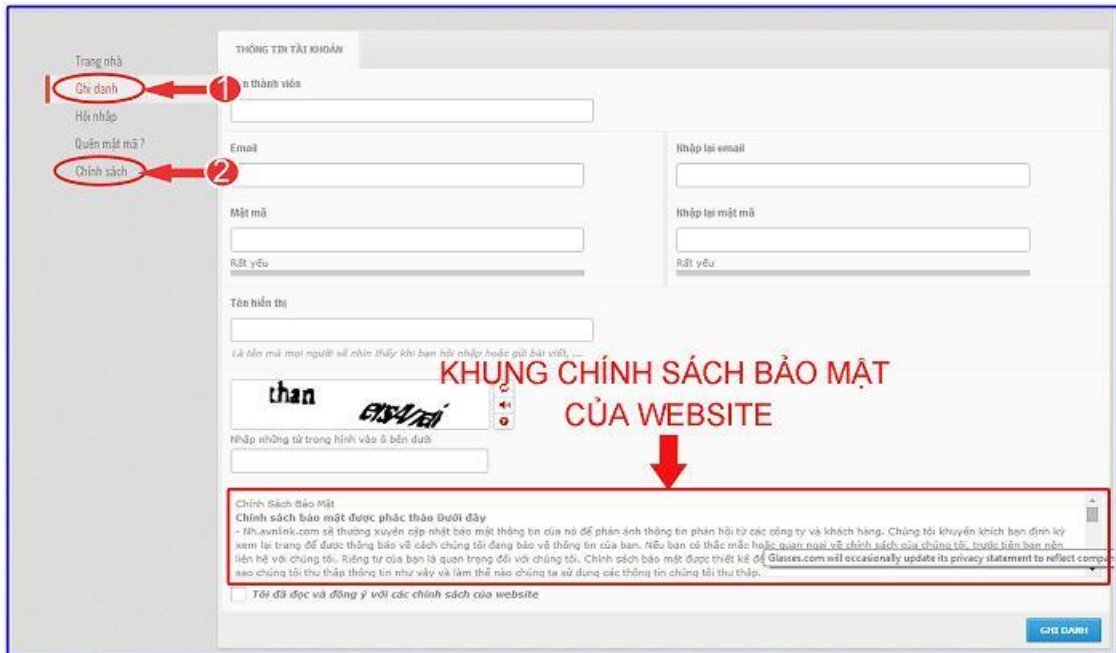 Trang nhà
Ghi danh
Hồi nhập
Quên mật mã ?
Chính sách
1
2
THÔNG TIN TÀI KHOẢN
thành viên
Email
Nhập lại email
Mật mã
Nhập lại mật mã
Rất yếu
Rất yếu
Tên hiển thị
Là tên mà mọi người sẽ nhìn thấy khi bạn hồi nhập hoặc gửi bài viết, ...
KHUNG CHÍNH SÁCH BẢO MẬT
CỦA WEBSITE
than
Nhập những từ trong hình vào ô bên dưới
Chính Sách Bảo Mật
Chính sách bảo mật được phác thảo Dưới đây
- Nh.avnlink.com sẽ thường xuyên cập nhật bảo mật thông tin của nó để phản ánh thông tin phản hồi từ các công ty và khách hàng. Chúng tôi khuyến khích bạn định kỳ
xem lại trang để được thông báo về cách chúng tôi đang bảo vệ thông tin của bạn. Nếu bạn có thắc mắc hoặc quan ngại về chính sách của chúng tôi, trước tiên bạn nên
liên hệ với chúng tôi. Riêng tư của bạn là quan trọng đối với chúng tôi. Chính sách bảo mật được thiết kế để
Glasses.com will occasionally update its privacy statement to reflect compa
sao chúng tôi thu thập thông tin như vậy và làm thế nào chúng ta sử dụng các thông tin chúng tôi thu thập.
Tôi đã đọc và đồng ý với các chính sách của website
GHI DANH